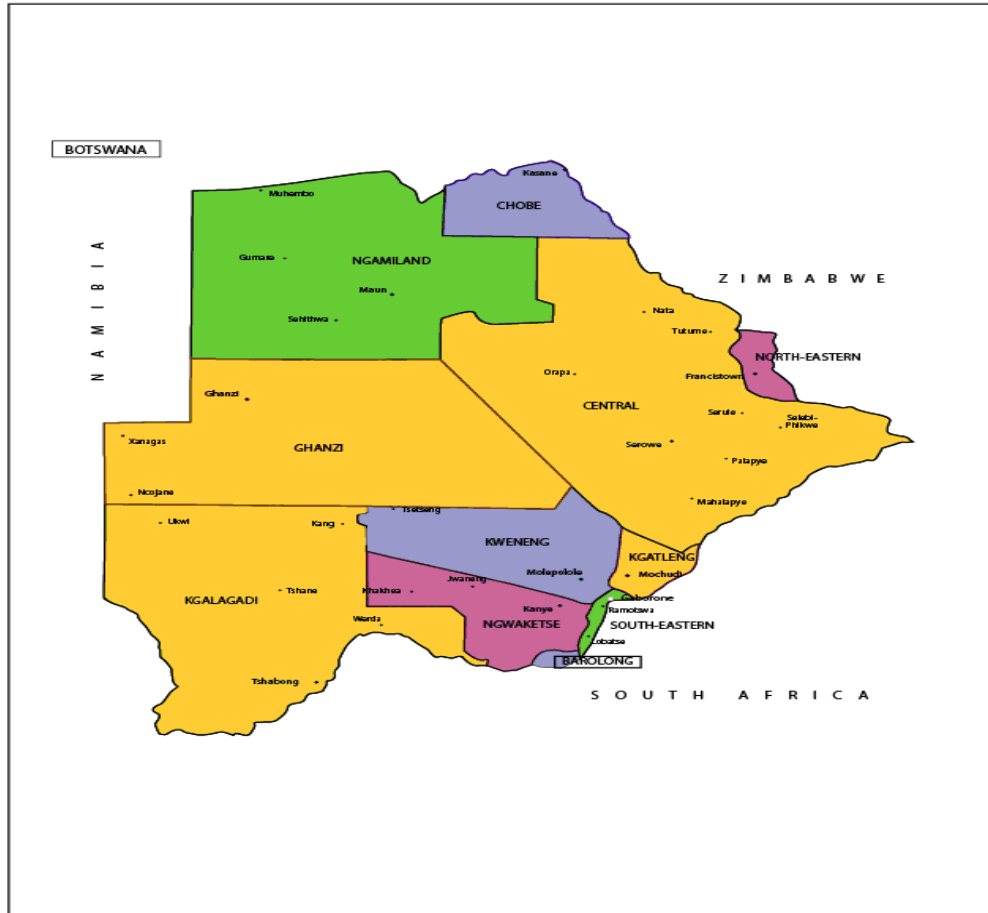 BOTSWANA
Kasane
CHOBE
Muhembo
NAMIBIA
Gumare
NGAMILAND
ZIMBABWE
Maun
Sehithwa
Nata
Tutume
NORTH-EASTERN
Orapa
Francistown
Ghanzi
CENTRAL
Serule
Selebi-
Phikwe
Xanagas
GHANZI
Serowe
Palapye
Ncojane
Mahalapye
Tsetseng
Ukwi
Kang
KWENENG
KGATLENG
Molepolole
Mochudi
Jwaneng
Tshane
Khakhea
KGALAGADI
Gaborone
Kanye
Ramotswa
Werda
NGWAKETSE
SOUTH-EASTERN
Lobatse
BAROLONG
Tshabong
SOUTH AFRICA